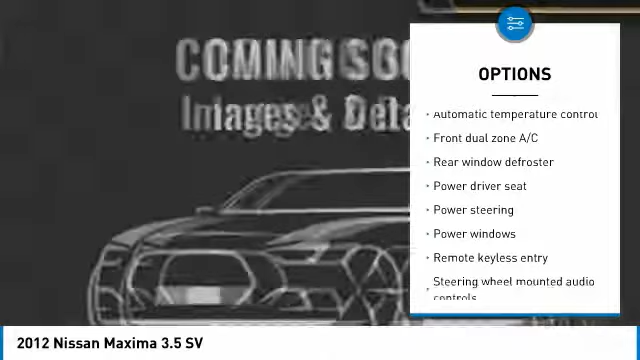 COMING SOO
Images & Deta
OPTIONS
Automatic temperature control
Front dual zone A/C
Rear window defroster
Power driver seat
Power steering
Power windows
Remote keyless entry
Steering wheel mounted audio
controls
2012 Nissan Maxima 3.5 SV